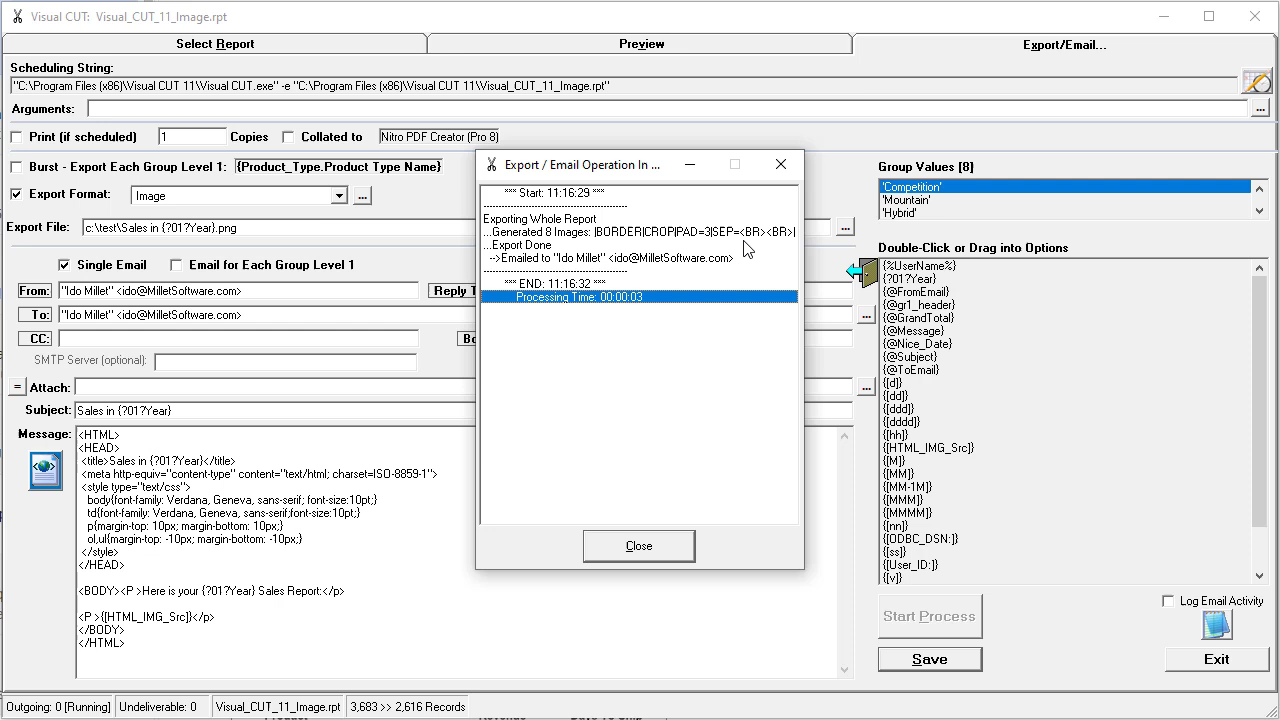 Visual CUT:  Visual_CUT_11_Image.rpt
Select Report
Preview
Export/Email...
Scheduling String:
"C:\Program Files (x86)\Visual CUT 11\Visual CUT.exe" -e "C:\Program Files (x86)\Visual CUT 11\Visual_CUT_11_Image.rpt"
Arguments:
...
Print (if scheduled)
1
Copies
Collated to
Nitro PDF Creator (Pro 8)
Burst - Export Each Group Level 1:
{Product_Type.Product Type Name}
Export Format:
Image
...
Export File:
c:\test\Sales in {?01?Year}.png
...
Single Email
Email for Each Group Level 1
From:
"Ido Millet" <ido@MilletSoftware.com>
Reply T
To:
"Ido Millet" <ido@MilletSoftware.com>
...
CC:
SMTP Server (optional):
=
Attach:
...
Subject:
Sales in {?01?Year}
Message:
<HTML>
<HEAD>
<title>Sales in {?01?Year}</title>
<meta http-equiv="content-type" content="text/html; charset=ISO-8859-1">
<style type="text/css">
body{font-family: Verdana, Geneva, sans-serif; font-size:10pt;}
td{font-family: Verdana, Geneva, sans-serif;font-size:10pt;}
p{margin-top: 10px; margin-bottom: 10px;}
ol,ul{margin-top: -10px; margin-bottom: -10px;}
</style>
</HEAD>
<BODY><P >Here is your {?01?Year} Sales Report:</p>
<P >{[HTML_IMG_Src]}</p>
</BODY>
</HTML>
Export / Email Operation In ...
*** Start: 11:16:29 ***
----------------------------------------
Exporting Whole Report
...Generated 8 Images: |BORDER|CROP|PAD=3|SEP=<BR><BR>|
...Export Done
-->Emailed to "Ido Millet" <ido@MilletSoftware.com>
----------------------------------------
*** END: 11:16:32 ***
Processing Time: 00:00:03
Close
Group Values [8]
'Competition'
'Mountain'
'Hybrid'
Double-Click or Drag into Options
{%UserName%}
{?01?Year}
{@FromEmail}
{@gr1_header}
{@GrandTotal}
{@Message}
{@Nice_Date}
{@Subject}
{@ToEmail}
{[d]}
{[dd]}
{[ddd]}
{[dddd]}
{[hh]}
{[HTML_IMG_Src]}
{[M]}
{[MM]}
{[MM-1M]}
{[MMM]}
{[MMMM]}
{[nn]}
{[ODBC_DSN:]}
{[ss]}
{[User_ID:]}
{[v]}
Start Process
Log Email Activity
Save
Exit
Outgoing: 0 [Running]
Undeliverable: 0
Visual_CUT_11_Image.rpt
3,683 >> 2,616 Records